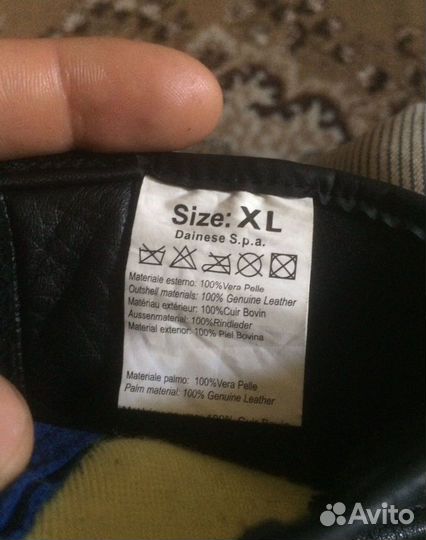 Size: XL
Dainese S.p.a.
Materiale esterno: 100%Vera Pelle
Outshell materials: 100% Genuine Leather
Matériau extérieur: 100%Cuir Bovin
Aussenmaterial: 100%Rindleder
Material exterior: 100% Piel Bovina
Materiale palmo: 100%Vera Pelle
Palm material: 100% Genuine Leather
Avito